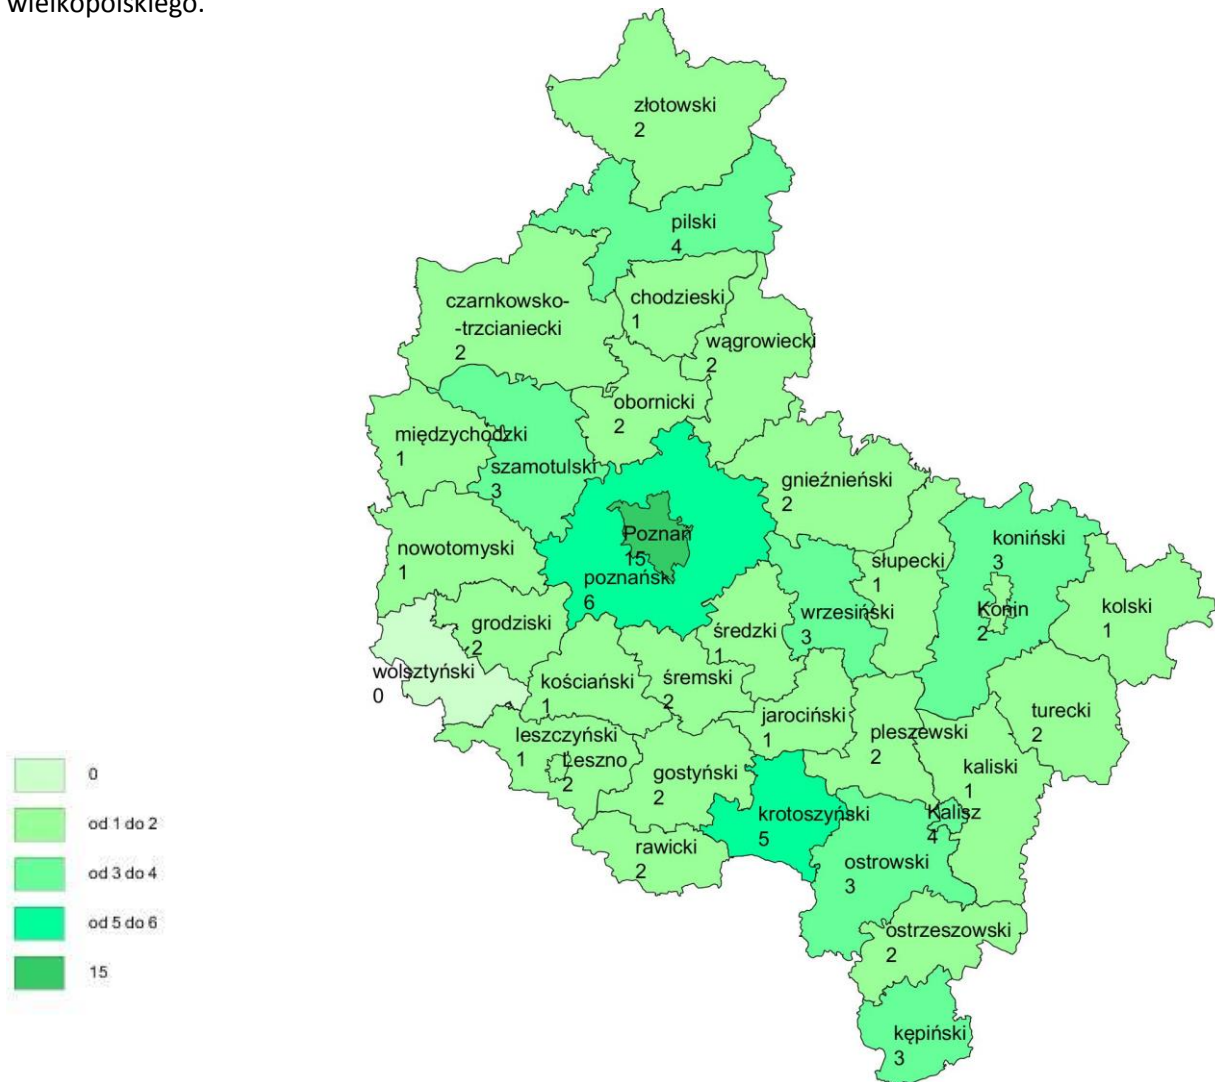 wielkopolskiego.
złotowski
2
pilski
4
czarnkowsko-
-trzcianiecki
2
chodzieski
1
wągrowiecki
2
obornicki
2
międzychodzki
1
szamotulski
3
gnieźnieński
2
nowotomyski
1
Poznań
15
poznański
6
słupecki
1
koniński
3
Konin
2
kolski
1
wrzesiński
3
średzki
1
grodziski
2
wolsztyński
0
kościański
1
śremski
2
jarociński
1
pleszewski
2
turecki
2
leszczyński
1
Leszno
2
gostyński
2
kaliski
1
krotoszyński
5
Kalisz
4
rawicki
2
ostrowski
3
ostrzeszowski
2
kępiński
3
0
od 1 do 2
od 3 do 4
od 5 do 6
15